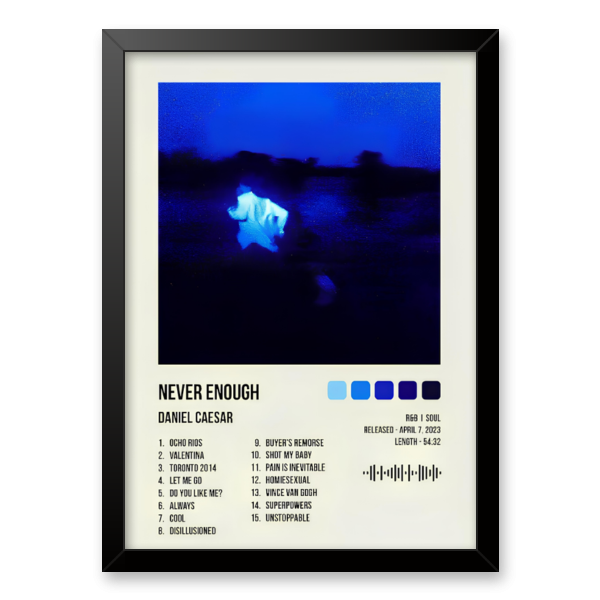 NEVER ENOUGH
DANIEL CAESAR
R&B | SOUL
RELEASED - APRIL 7, 2023
LENGTH - 54:32
1. OCHO RIOS
2. VALENTINA
3. TORONTO 2014
4. LET ME GO
5. DO YOU LIKE ME?
6. ALWAYS
7. COOL
8. DISILLUSIONED
9. BUYER'S REMORSE
10. SHOT MY BABY
11. PAIN IS INEVITABLE
12. HOMIESEXUAL
13. VINCE VAN GOGH
14. SUPERPOWERS
15. UNSTOPPABLE